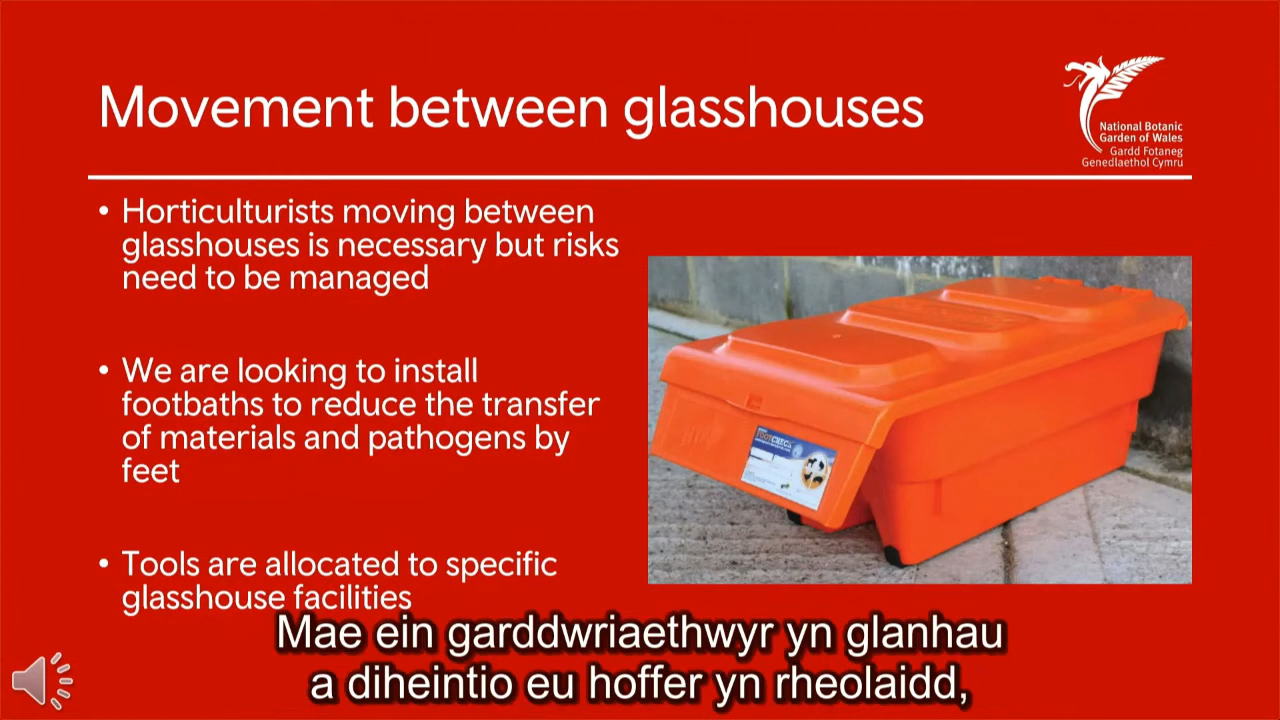 Movement between glasshouses
National Botanic
Garden of Wales
Gardd Fotaneg
Genedlaethol Cymru
• Horticulturists moving between
glasshouses is necessary but risks
need to be managed
• We are looking to install
footbaths to reduce the transfer
of materials and pathogens by
feet
• Tools are allocated to specific
glasshouse facilities
Mae ein garddwriaethwyr yn glanhau
a diheintio eu hoffer yn rheolaidd,